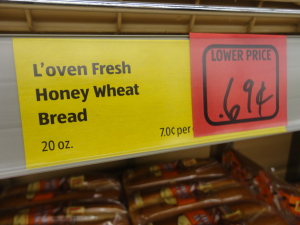 L'oven Fresh
Honey Wheat
Bread
20 oz.
7.0¢ per
LOWER PRICE
.69¢